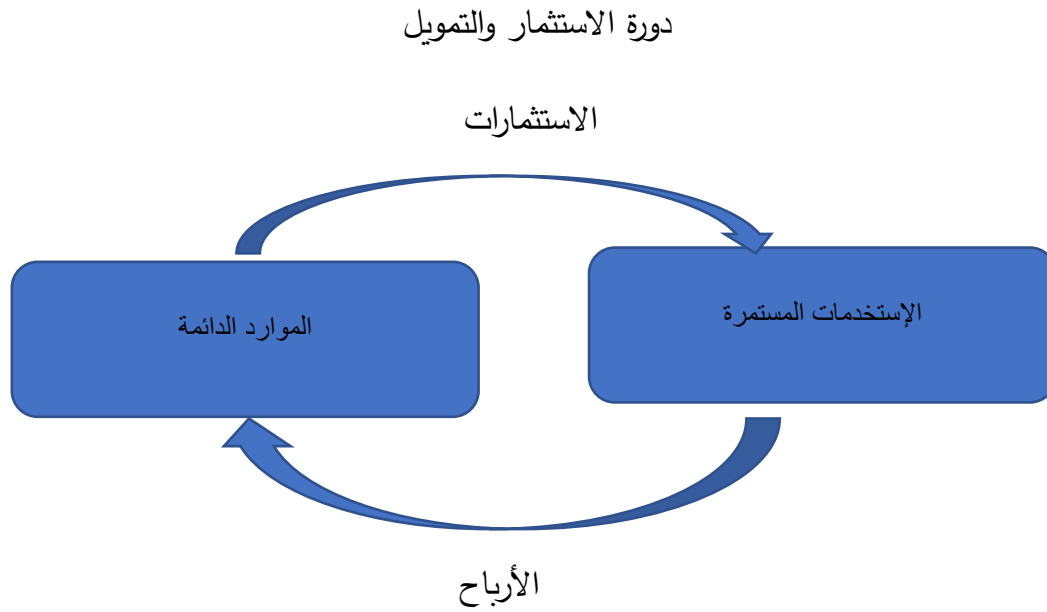 دورة الاستثمار والتمويل
الاستثمارات
الإستخدمات المستمرة
الموارد الدائمة
الأرباح